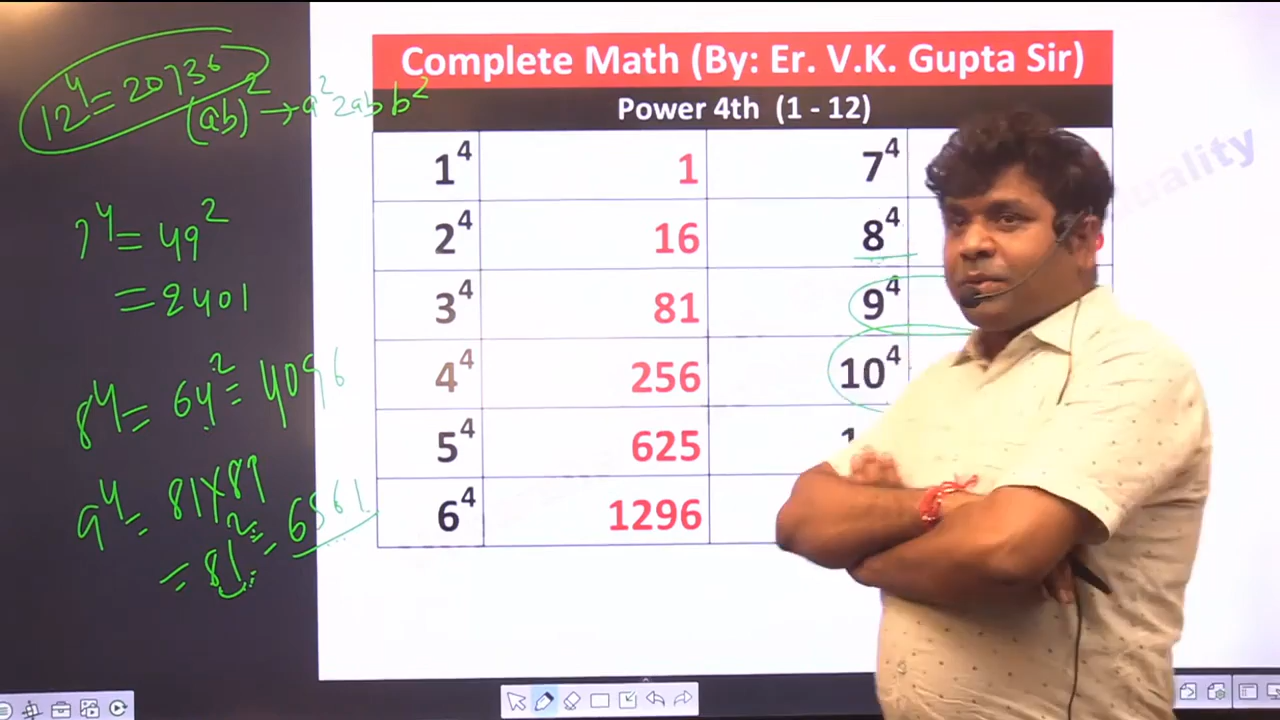 Complete Math (By: Er. V.K. Gupta Sir)
Power 4th (1 - 12)
1⁴ 1 7⁴
2⁴ 16 8⁴
3⁴ 81 9⁴
4⁴ 256 10⁴
5⁴ 625 1
6⁴ 1296
uality
12⁴ = 20736
(ab)² → a² 2ab b²
7⁴ = 49²
= 2401
8⁴ = 64² = 4096
9⁴ = 81×81
= 81² = 6561